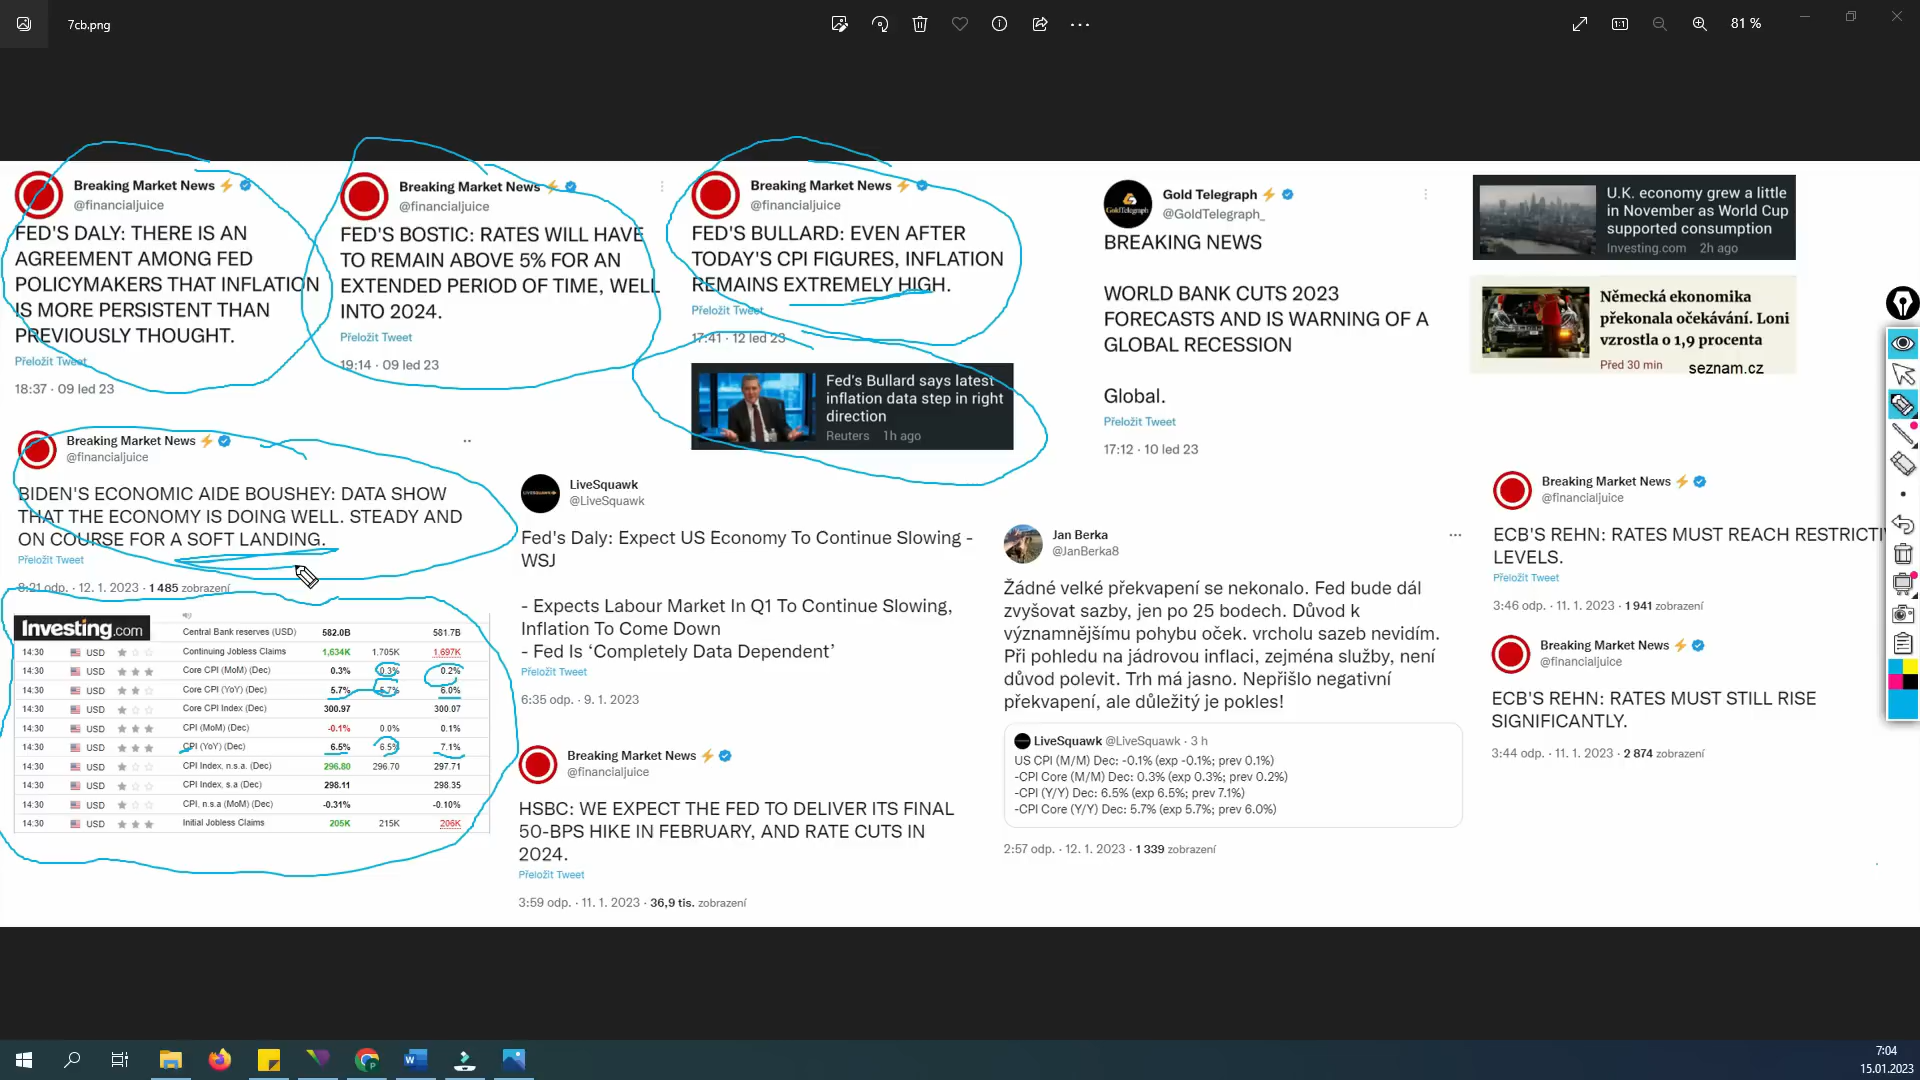 7cb.png
81 %
Breaking Market News
@financialjuice
FED'S DALY: THERE IS AN
AGREEMENT AMONG FED
POLICYMAKERS THAT INFLATION
IS MORE PERSISTENT THAN
PREVIOUSLY THOUGHT.
Přeložit Tweet
18:37 · 09 led 23
Breaking Market News
@financialjuice
FED'S BOSTIC: RATES WILL HAVE
TO REMAIN ABOVE 5% FOR AN
EXTENDED PERIOD OF TIME, WELL
INTO 2024.
Přeložit Tweet
19:14 · 09 led 23
Breaking Market News
@financialjuice
FED'S BULLARD: EVEN AFTER
TODAY'S CPI FIGURES, INFLATION
REMAINS EXTREMELY HIGH.
Přeložit Tweet
17:41 · 12 led 23
Fed's Bullard says latest
inflation data step in right
direction
Reuters 1h ago
Gold Telegraph
@GoldTelegraph_
BREAKING NEWS
WORLD BANK CUTS 2023
FORECASTS AND IS WARNING OF A
GLOBAL RECESSION
Global.
Přeložit Tweet
17:12 · 10 led 23
U.K. economy grew a little
in November as World Cup
supported consumption
Investing.com 2h ago
Německá ekonomika
překonala očekávání. Loni
vzrostla o 1,9 procenta
Před 30 min
seznam.cz
Breaking Market News
@financialjuice
BIDEN'S ECONOMIC AIDE BOUSHEY: DATA SHOW
THAT THE ECONOMY IS DOING WELL. STEADY AND
ON COURSE FOR A SOFT LANDING.
Přeložit Tweet
8:21 odp. · 12. 1. 2023 · 1 485 zobrazení
Investing.com
Central Bank reserves (USD) 582.0B 581.7B
14:30 USD Continuing Jobless Claims 1,634K 1,705K 1,697K
14:30 USD Core CPI (MoM) (Dec) 0.3% 0.3% 0.2%
14:30 USD Core CPI (YoY) (Dec) 5.7% 5.7% 6.0%
14:30 USD Core CPI Index (Dec) 300.97 300.07
14:30 USD CPI (MoM) (Dec) -0.1% 0.0% 0.1%
14:30 USD CPI (YoY) (Dec) 6.5% 6.5% 7.1%
14:30 USD CPI Index, n.s.a. (Dec) 296.80 296.70 297.71
14:30 USD CPI Index, s.a (Dec) 298.11 298.35
14:30 USD CPI, n.s.a (MoM) (Dec) -0.31% -0.10%
14:30 USD Initial Jobless Claims 205K 215K 206K
LiveSquawk
@LiveSquawk
Fed's Daly: Expect US Economy To Continue Slowing -
WSJ
- Expects Labour Market In Q1 To Continue Slowing,
Inflation To Come Down
- Fed Is ‘Completely Data Dependent’
Přeložit Tweet
6:35 odp. · 9. 1. 2023
Breaking Market News
@financialjuice
HSBC: WE EXPECT THE FED TO DELIVER ITS FINAL
50-BPS HIKE IN FEBRUARY, AND RATE CUTS IN
2024.
Přeložit Tweet
3:59 odp. · 11. 1. 2023 · 36,9 tis. zobrazení
Jan Berka
@JanBerka8
Žádné velké překvapení se nekonalo. Fed bude dál
zvyšovat sazby, jen po 25 bodech. Důvod k
významnějšímu pohybu oček. vrcholu sazeb nevidím.
Při pohledu na jádrovou inflaci, zejména služby, není
důvod polevit. Trh má jasno. Nepřišlo negativní
překvapení, ale důležitý je pokles!
LiveSquawk @LiveSquawk · 3 h
US CPI (M/M) Dec: -0.1% (exp -0.1%; prev 0.1%)
-CPI Core (M/M) Dec: 0.3% (exp 0.3%; prev 0.2%)
-CPI (Y/Y) Dec: 6.5% (exp 6.5%; prev 7.1%)
-CPI Core (Y/Y) Dec: 5.7% (exp 5.7%; prev 6.0%)
2:57 odp. · 12. 1. 2023 · 1 339 zobrazení
Breaking Market News
@financialjuice
ECB'S REHN: RATES MUST REACH RESTRICTI
LEVELS.
Přeložit Tweet
3:46 odp. · 11. 1. 2023 · 1 941 zobrazení
Breaking Market News
@financialjuice
ECB'S REHN: RATES MUST STILL RISE
SIGNIFICANTLY.
3:44 odp. · 11. 1. 2023 · 2 874 zobrazení
7:04
15.01.2023